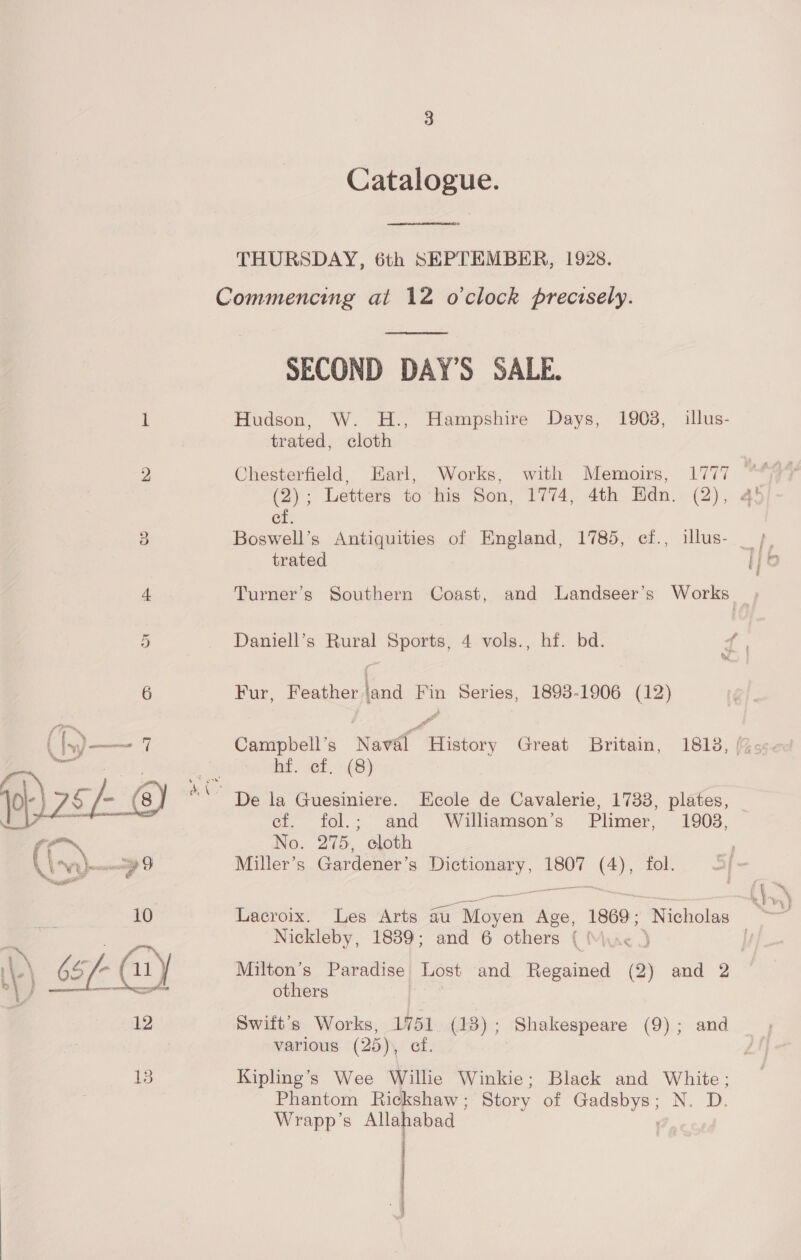 3
Catalogue.
THURSDAY, 6th SEPTEMBER, 1928.
Commencing at 12 o'clock precisely.
SECOND DAY'S SALE.
1 Hudson, W. H., Hampshire Days, 1903, illus-
trated, cloth
2 Chesterfield, Earl, Works, with Memoirs, 1777
(2); Letters to his Son, 1774, 4th Edn. (2), 45/-
cf.
3 Boswell's Antiquities of England, 1785, cf., illus-
trated
4 Turner's Southern Coast, and Landseer's Works
5 Daniell's Rural Sports, 4 vols., hf. bd.
6 Fur, Feather and Fin Series, 1893-1906 (12)
7 Campbell's Naval History Great Britain, 1813,
hf. cf. (8)
10/- 75/- 8 De la Guesiniere. Ecole de Cavalerie, 1733, plates,
cf. fol.; and Williamson's Plimer, 1903,
No. 275, cloth
9 Miller's Gardener's Dictionary, 1807 (4), fol. 5/-
10 Lacroix. Les Arts au Moyen Age, 1869; Nicholas
Nickleby, 1839; and 6 others
65/- 11 Milton's Paradise Lost and Regained (2) and 2
others
12 Swift's Works, 1751 (13); Shakespeare (9); and
various (25), cf.
13 Kipling's Wee Willie Winkie; Black and White;
Phantom Rickshaw; Story of Gadsbys; N. D.
Wrapp's Allahabad